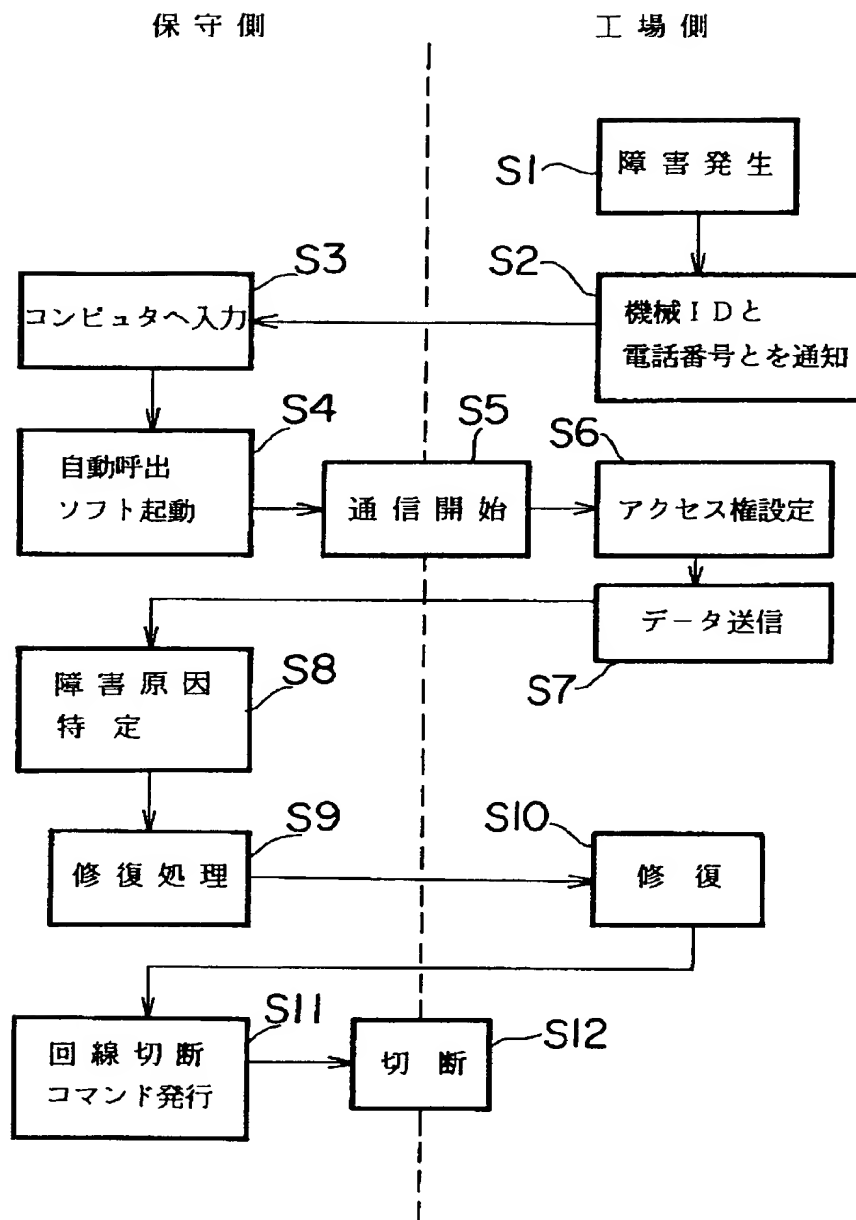 保守側
工場側
S1
障害発生
S3
S2
コンピュタへ入力
機械IDと
電話番号とを通知
S4
S5
S6
自動呼出
ソフト起動
通信開始
アクセス権設定
データ送信
S7
障害原因
特定
S8
S9
S10
修復処理
修復
S11
S12
回線切断
コマンド発行
切断